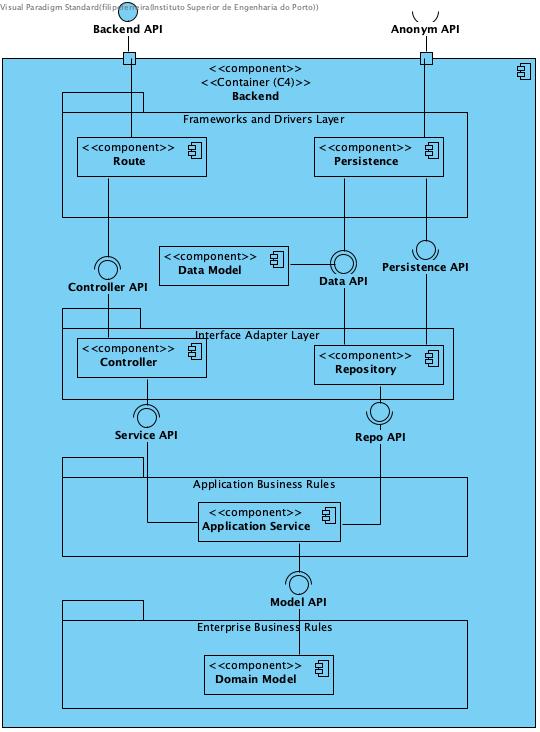 Visual Paradigm Standard(filipe ferreira(Instituto Superior de Engenharia do Porto))
Backend API
Anonym API
<<component>>
<<Container (C4)>>
Backend
Frameworks and Drivers Layer
<<component>>
Route
<<component>>
Persistence
<<component>>
Data Model
Controller API
Data API
Persistence API
Interface Adapter Layer
<<component>>
Controller
<<component>>
Repository
Service API
Repo API
Application Business Rules
<<component>>
Application Service
Model API
Enterprise Business Rules
<<component>>
Domain Model